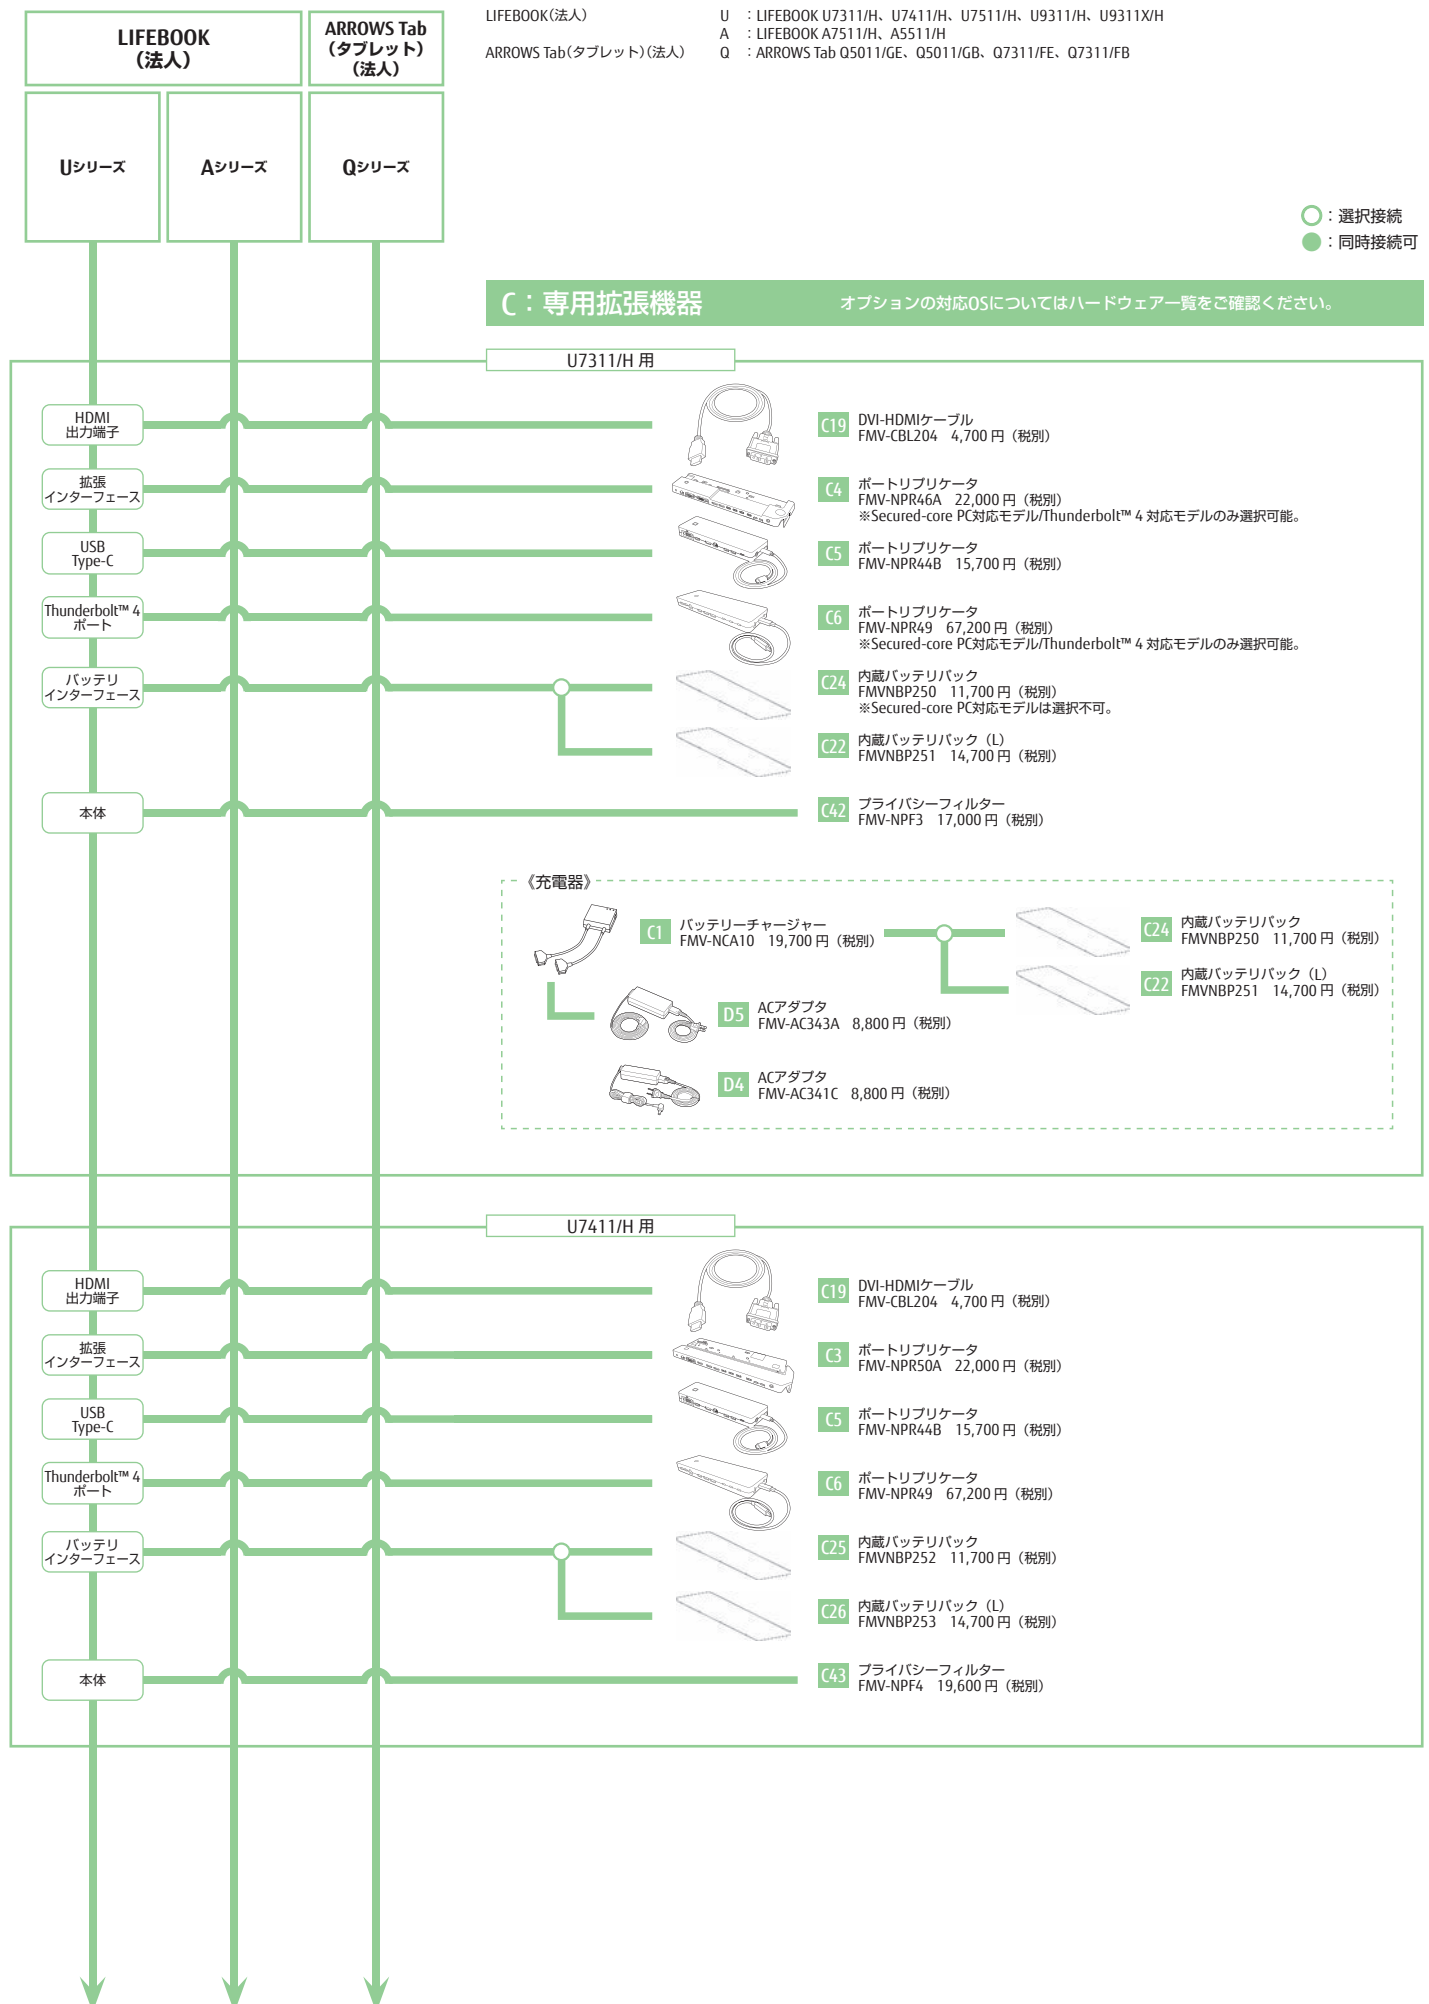 LIFEBOOK
（法人）
ARROWS Tab
（タブレット）
（法人）
LIFEBOOK（法人） U ：LIFEBOOK U7311/H、U7411/H、U7511/H、U9311/H、U9311X/H
A ：LIFEBOOK A7511/H、A5511/H
ARROWS Tab（タブレット）（法人） Q ：ARROWS Tab Q5011/GE、Q5011/GB、Q7311/FE、Q7311/FB
Uシリーズ
Aシリーズ
Qシリーズ
：選択接続
：同時接続可
C：専用拡張機器 オプションの対応OSについてはハードウェア一覧をご確認ください。
U7311/H 用
HDMI
出力端子
C19 DVI-HDMIケーブル
FMV-CBL204 4,700 円（税別）
拡張
インターフェース
C4 ポートリプリケータ
FMV-NPR46A 22,000 円（税別）
※Secured-core PC対応モデル/Thunderbolt™ 4 対応モデルのみ選択可能。
USB
Type-C
C5 ポートリプリケータ
FMV-NPR44B 15,700 円（税別）
Thunderbolt™ 4
ポート
C6 ポートリプリケータ
FMV-NPR49 67,200 円（税別）
※Secured-core PC対応モデル/Thunderbolt™ 4 対応モデルのみ選択可能。
バッテリ
インターフェース
C24 内蔵バッテリパック
FMVNBP250 11,700 円（税別）
※Secured-core PC対応モデルは選択不可。
C22 内蔵バッテリパック（L）
FMVNBP251 14,700 円（税別）
本体
C42 プライバシーフィルター
FMV-NPF3 17,000 円（税別）
《充電器》
C1 バッテリーチャージャー
FMV-NCA10 19,700 円（税別）
C24 内蔵バッテリパック
FMVNBP250 11,700 円（税別）
C22 内蔵バッテリパック（L）
FMVNBP251 14,700 円（税別）
D5 ACアダプタ
FMV-AC343A 8,800 円（税別）
D4 ACアダプタ
FMV-AC341C 8,800 円（税別）
U7411/H 用
HDMI
出力端子
C19 DVI-HDMIケーブル
FMV-CBL204 4,700 円（税別）
拡張
インターフェース
C3 ポートリプリケータ
FMV-NPR50A 22,000 円（税別）
USB
Type-C
C5 ポートリプリケータ
FMV-NPR44B 15,700 円（税別）
Thunderbolt™ 4
ポート
C6 ポートリプリケータ
FMV-NPR49 67,200 円（税別）
バッテリ
インターフェース
C25 内蔵バッテリパック
FMVNBP252 11,700 円（税別）
C26 内蔵バッテリパック（L）
FMVNBP253 14,700 円（税別）
本体
C43 プライバシーフィルター
FMV-NPF4 19,600 円（税別）